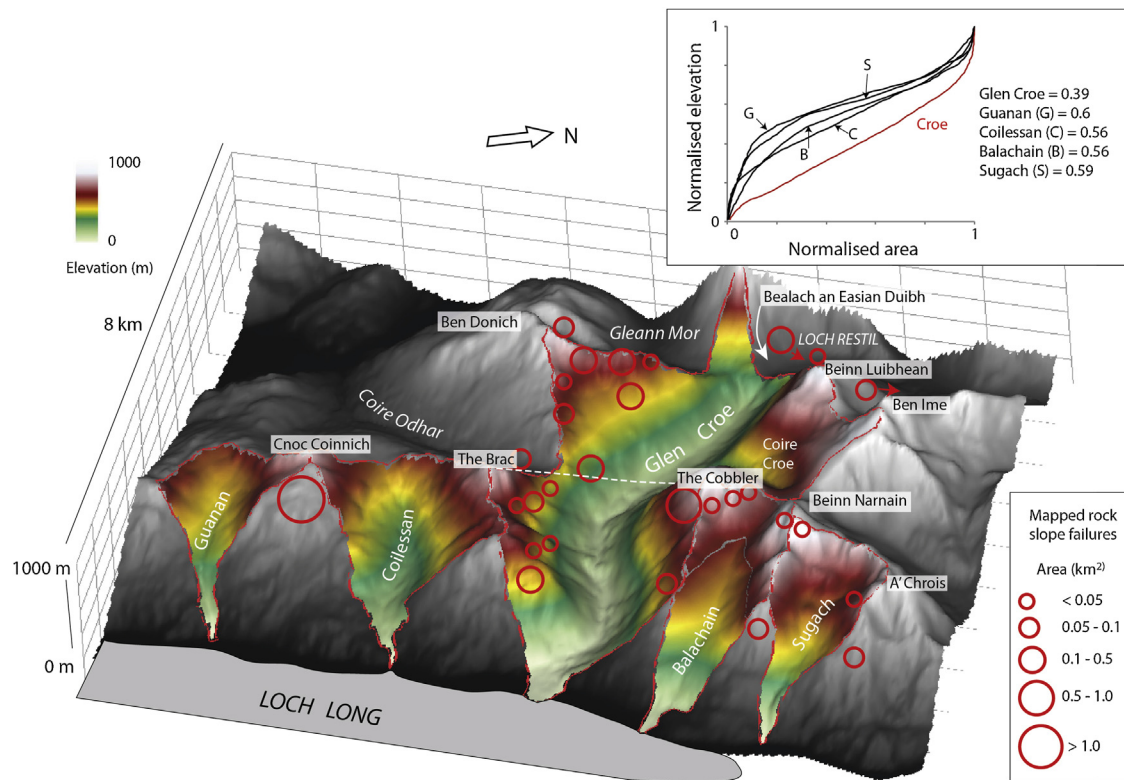 1
Normalised elevation
0
0
1
Normalised area
G
S
B
C
Croe
Glen Croe = 0.39
Guanan (G) = 0.6
Coilessan (C) = 0.56
Balachain (B) = 0.56
Sugach (S) = 0.59
N
1000
0
Elevation (m)
8 km
Ben Donich
Gleann Mor
Bealach an Easian Duibh
LOCH RESTIL
Beinn Luibhean
Ben Ime
Coire Odhar
Glen Croe
Coire
Croe
Cnoc Coinnich
The Brac
The Cobbler
Beinn Narnain
A' Chrois
Guanan
Coilessan
Balachain
Sugach
1000 m
0 m
LOCH LONG
Mapped rock
slope failures
Area (km²)
< 0.05
0.05 - 0.1
0.1 - 0.5
0.5 - 1.0
> 1.0